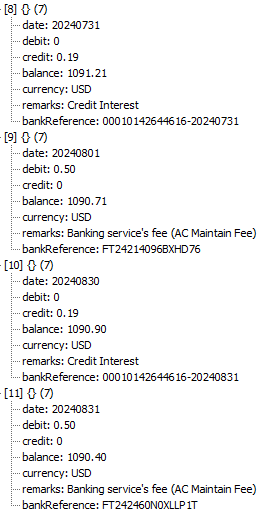 [8] {} (7)
date: 20240731
debit: 0
credit: 0.19
balance: 1091.21
currency: USD
remarks: Credit Interest
bankReference: 00010142644616-20240731
[9] {} (7)
date: 20240801
debit: 0.50
credit: 0
balance: 1090.71
currency: USD
remarks: Banking service's fee (AC Maintain Fee)
bankReference: FT24214096BXHD76
[10] {} (7)
date: 20240830
debit: 0
credit: 0.19
balance: 1090.90
currency: USD
remarks: Credit Interest
bankReference: 00010142644616-20240831
[11] {} (7)
date: 20240831
debit: 0.50
credit: 0
balance: 1090.40
currency: USD
remarks: Banking service's fee (AC Maintain Fee)
bankReference: FT242460N0XLLP1T